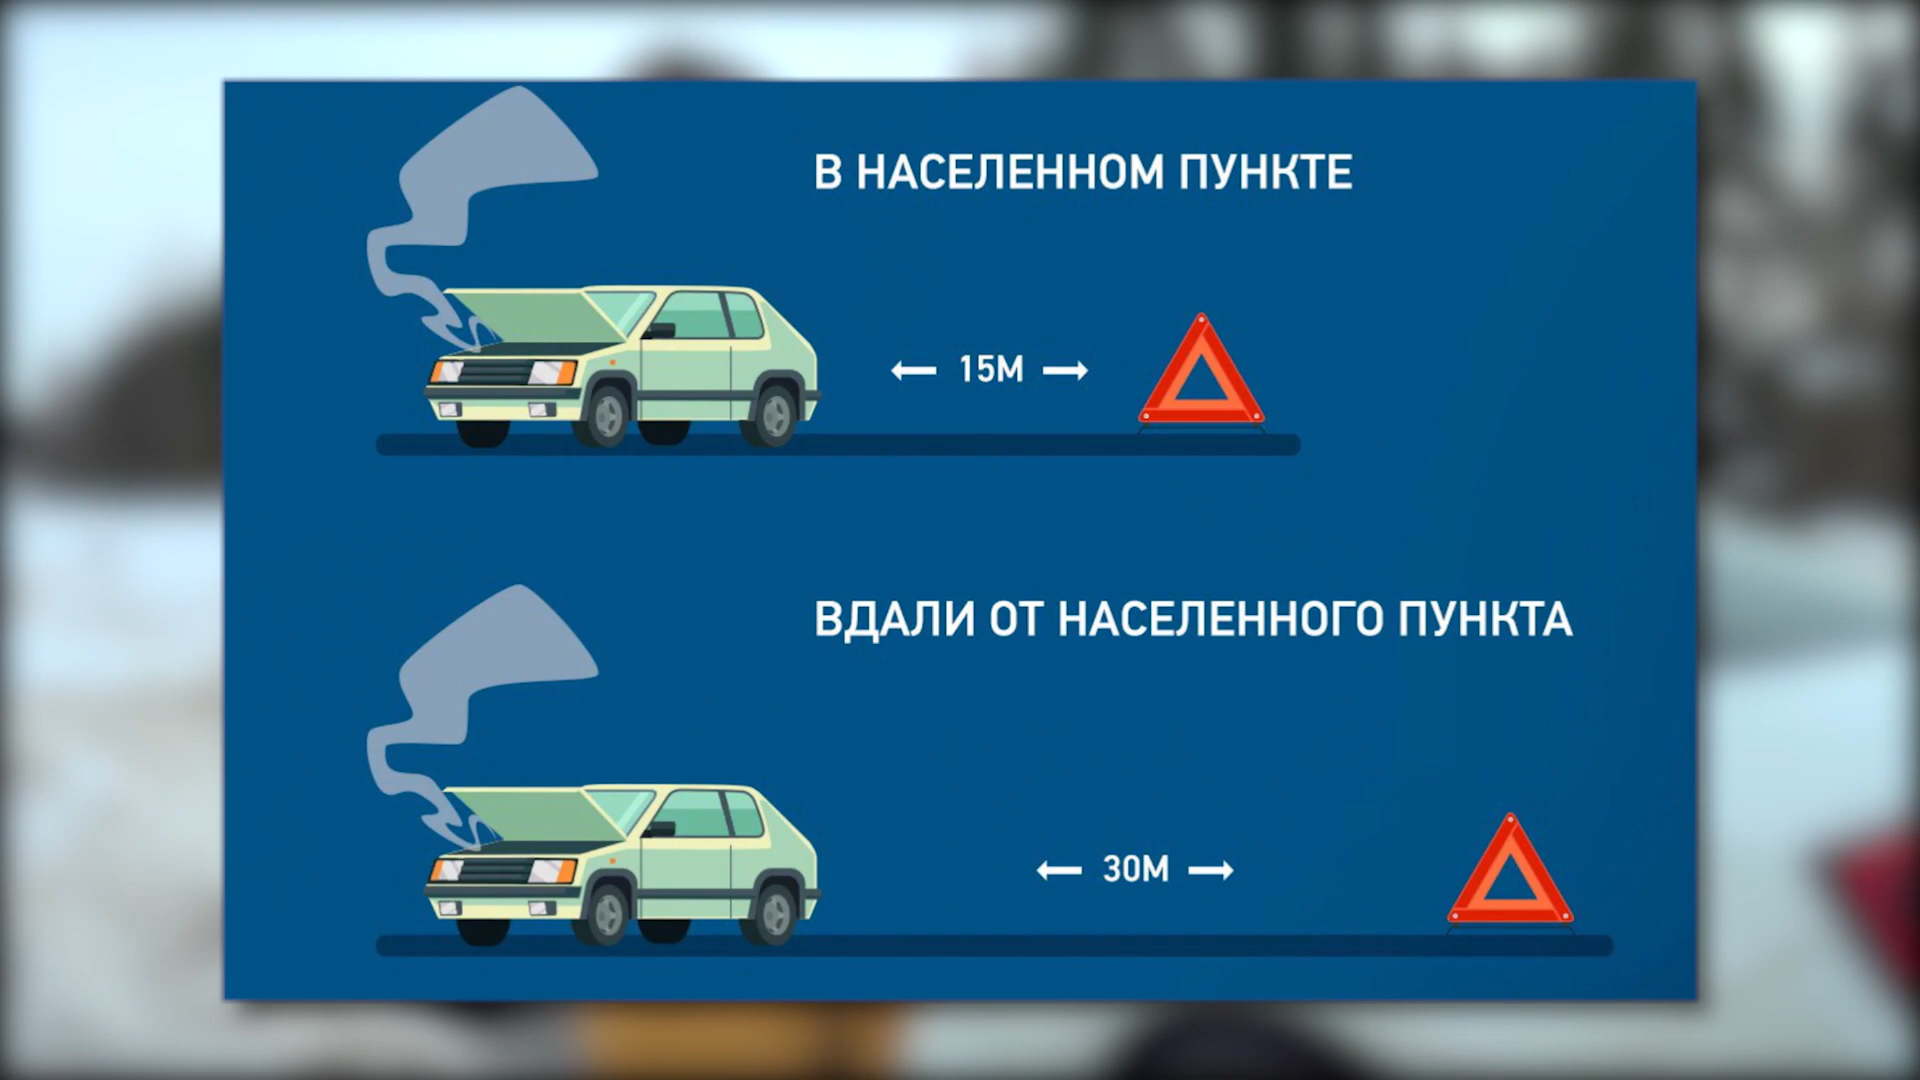 В НАСЕЛЕННОМ ПУНКТЕ
15М
ВДАЛИ ОТ НАСЕЛЕННОГО ПУНКТА
30М